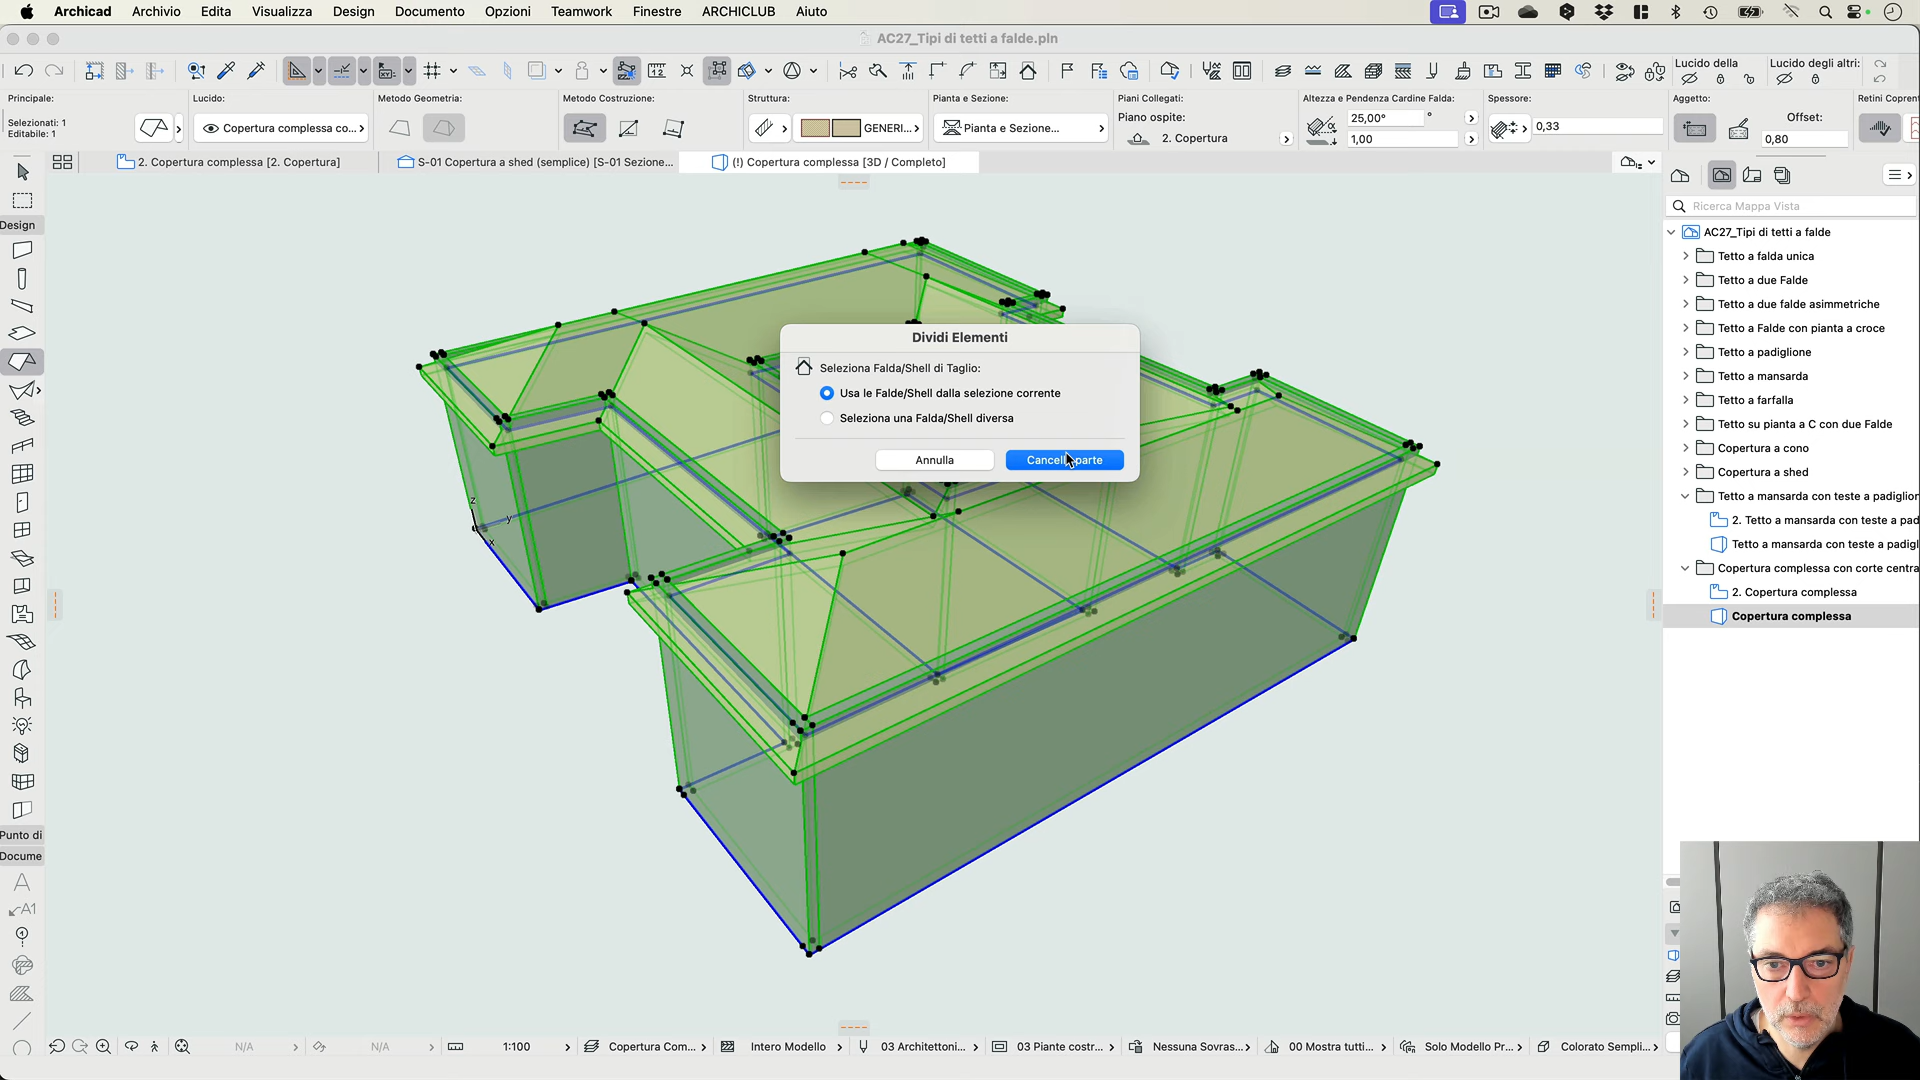 Archicad Archivio Edita Visualizza Design Documento Opzioni Teamwork Finestre ARCHICLUB Aiuto
AC27_Tipi di tetti a falde.pln
Lucido della
Lucido degli altri:
Principale:
Selezionati: 1
Editabile: 1
Lucido:
Copertura complessa co...
Metodo Geometria:
Metodo Costruzione:
Struttura:
GENERI...
Pianta e Sezione:
Pianta e Sezione...
Piani Collegati:
Piano ospite:
2. Copertura
Altezza e Pendenza Cardine Falda:
25,00° °
1,00
Spessore:
0,33
Aggetto:
Offset:
0,80
Retini Coprent
2. Copertura complessa [2. Copertura]
S-01 Copertura a shed (semplice) [S-01 Sezione...
(!) Copertura complessa [3D / Completo]
Design
Punto di
Docume
A
A1
Dividi Elementi
Seleziona Falda/Shell di Taglio:
Usa le Falde/Shell dalla selezione corrente
Seleziona una Falda/Shell diversa
Annulla
z
y
x
Ricerca Mappa Vista
AC27_Tipi di tetti a falde
Tetto a falda unica
Tetto a due Falde
Tetto a due falde asimmetriche
Tetto a Falde con pianta a croce
Tetto a padiglione
Tetto a mansarda
Tetto a farfalla
Tetto su pianta a C con due Falde
Copertura a cono
Copertura a shed
Tetto a mansarda con teste a padiglion
2. Tetto a mansarda con teste a pad
Tetto a mansarda con teste a padigl
Copertura complessa con corte centra
2. Copertura complessa
Copertura complessa
N/A
N/A
1:100
Copertura Com...
Intero Modello
03 Architettoni...
03 Piante costr...
Nessuna Sovras...
00 Mostra tutti...
Solo Modello Pr...
Colorato Sempli...